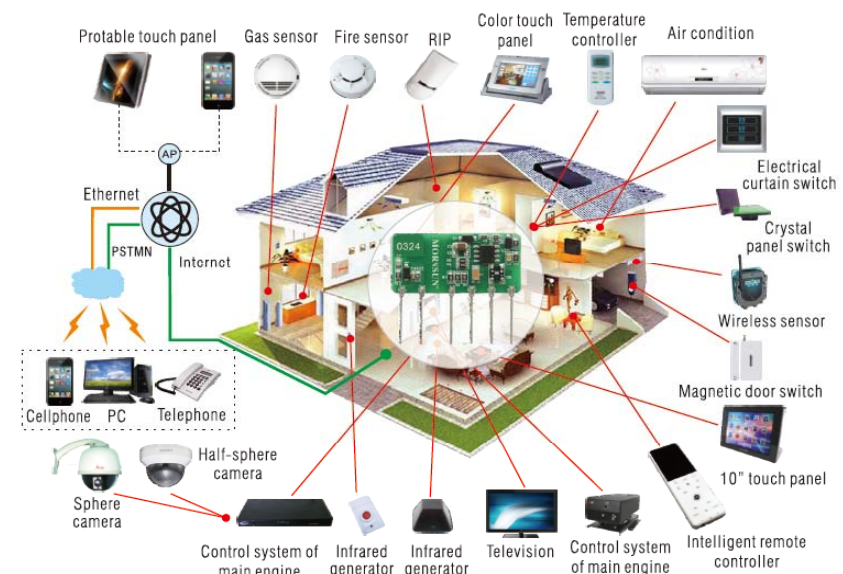 Protable touch panel
Gas sensor
Fire sensor
RIP
Color touch
panel
Temperature
controller
Air condition
AP
Ethernet
PSTMN
Internet
0324
MORNSUN
Electrical
curtain switch
Crystal
panel switch
Wireless sensor
Magnetic door switch
10" touch panel
Cellphone
PC
Telephone
Half-sphere
camera
Sphere
camera
Control system of
main engine
Infrared
generator
Infrared
generator
Television
Control system
of main engine
Intelligent remote
controller